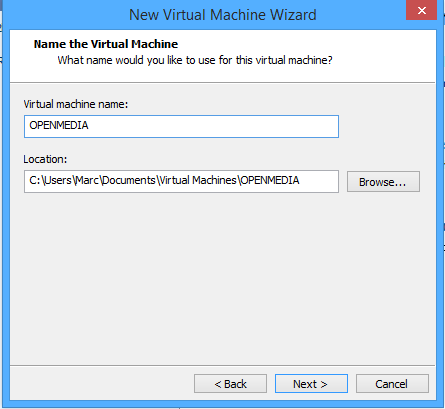 New Virtual Machine Wizard
Name the Virtual Machine
What name would you like to use for this virtual machine?
Virtual machine name:
OPENMEDIA
Location:
C:\Users\Marc\Documents\Virtual Machines\OPENMEDIA
Browse...
< Back
Next >
Cancel